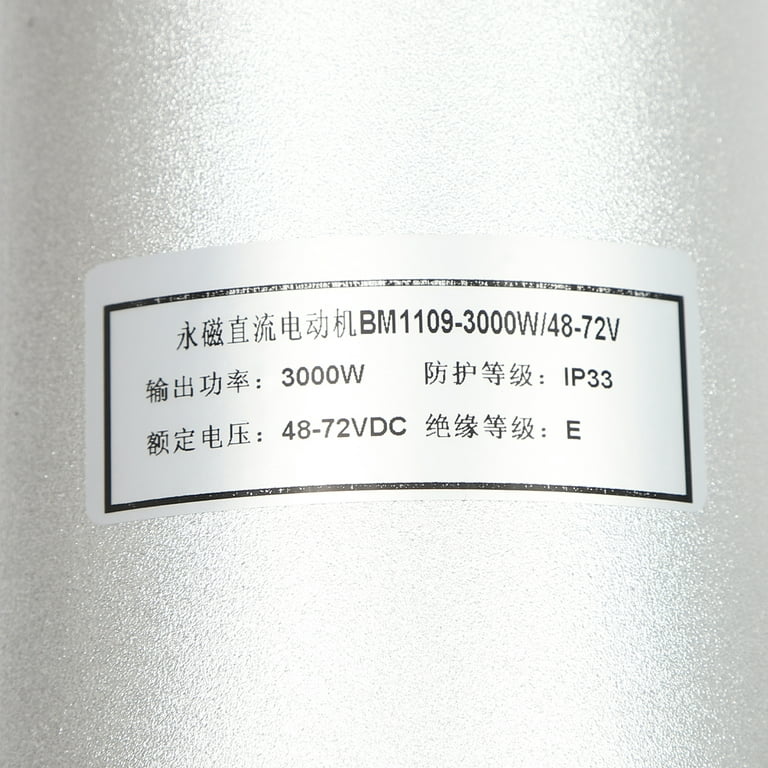 永磁直流电动机BM1109-3000W/48-72V
输出功率：3000W 防护等级：IP33
额定电压：48-72VDC 绝缘等级：E